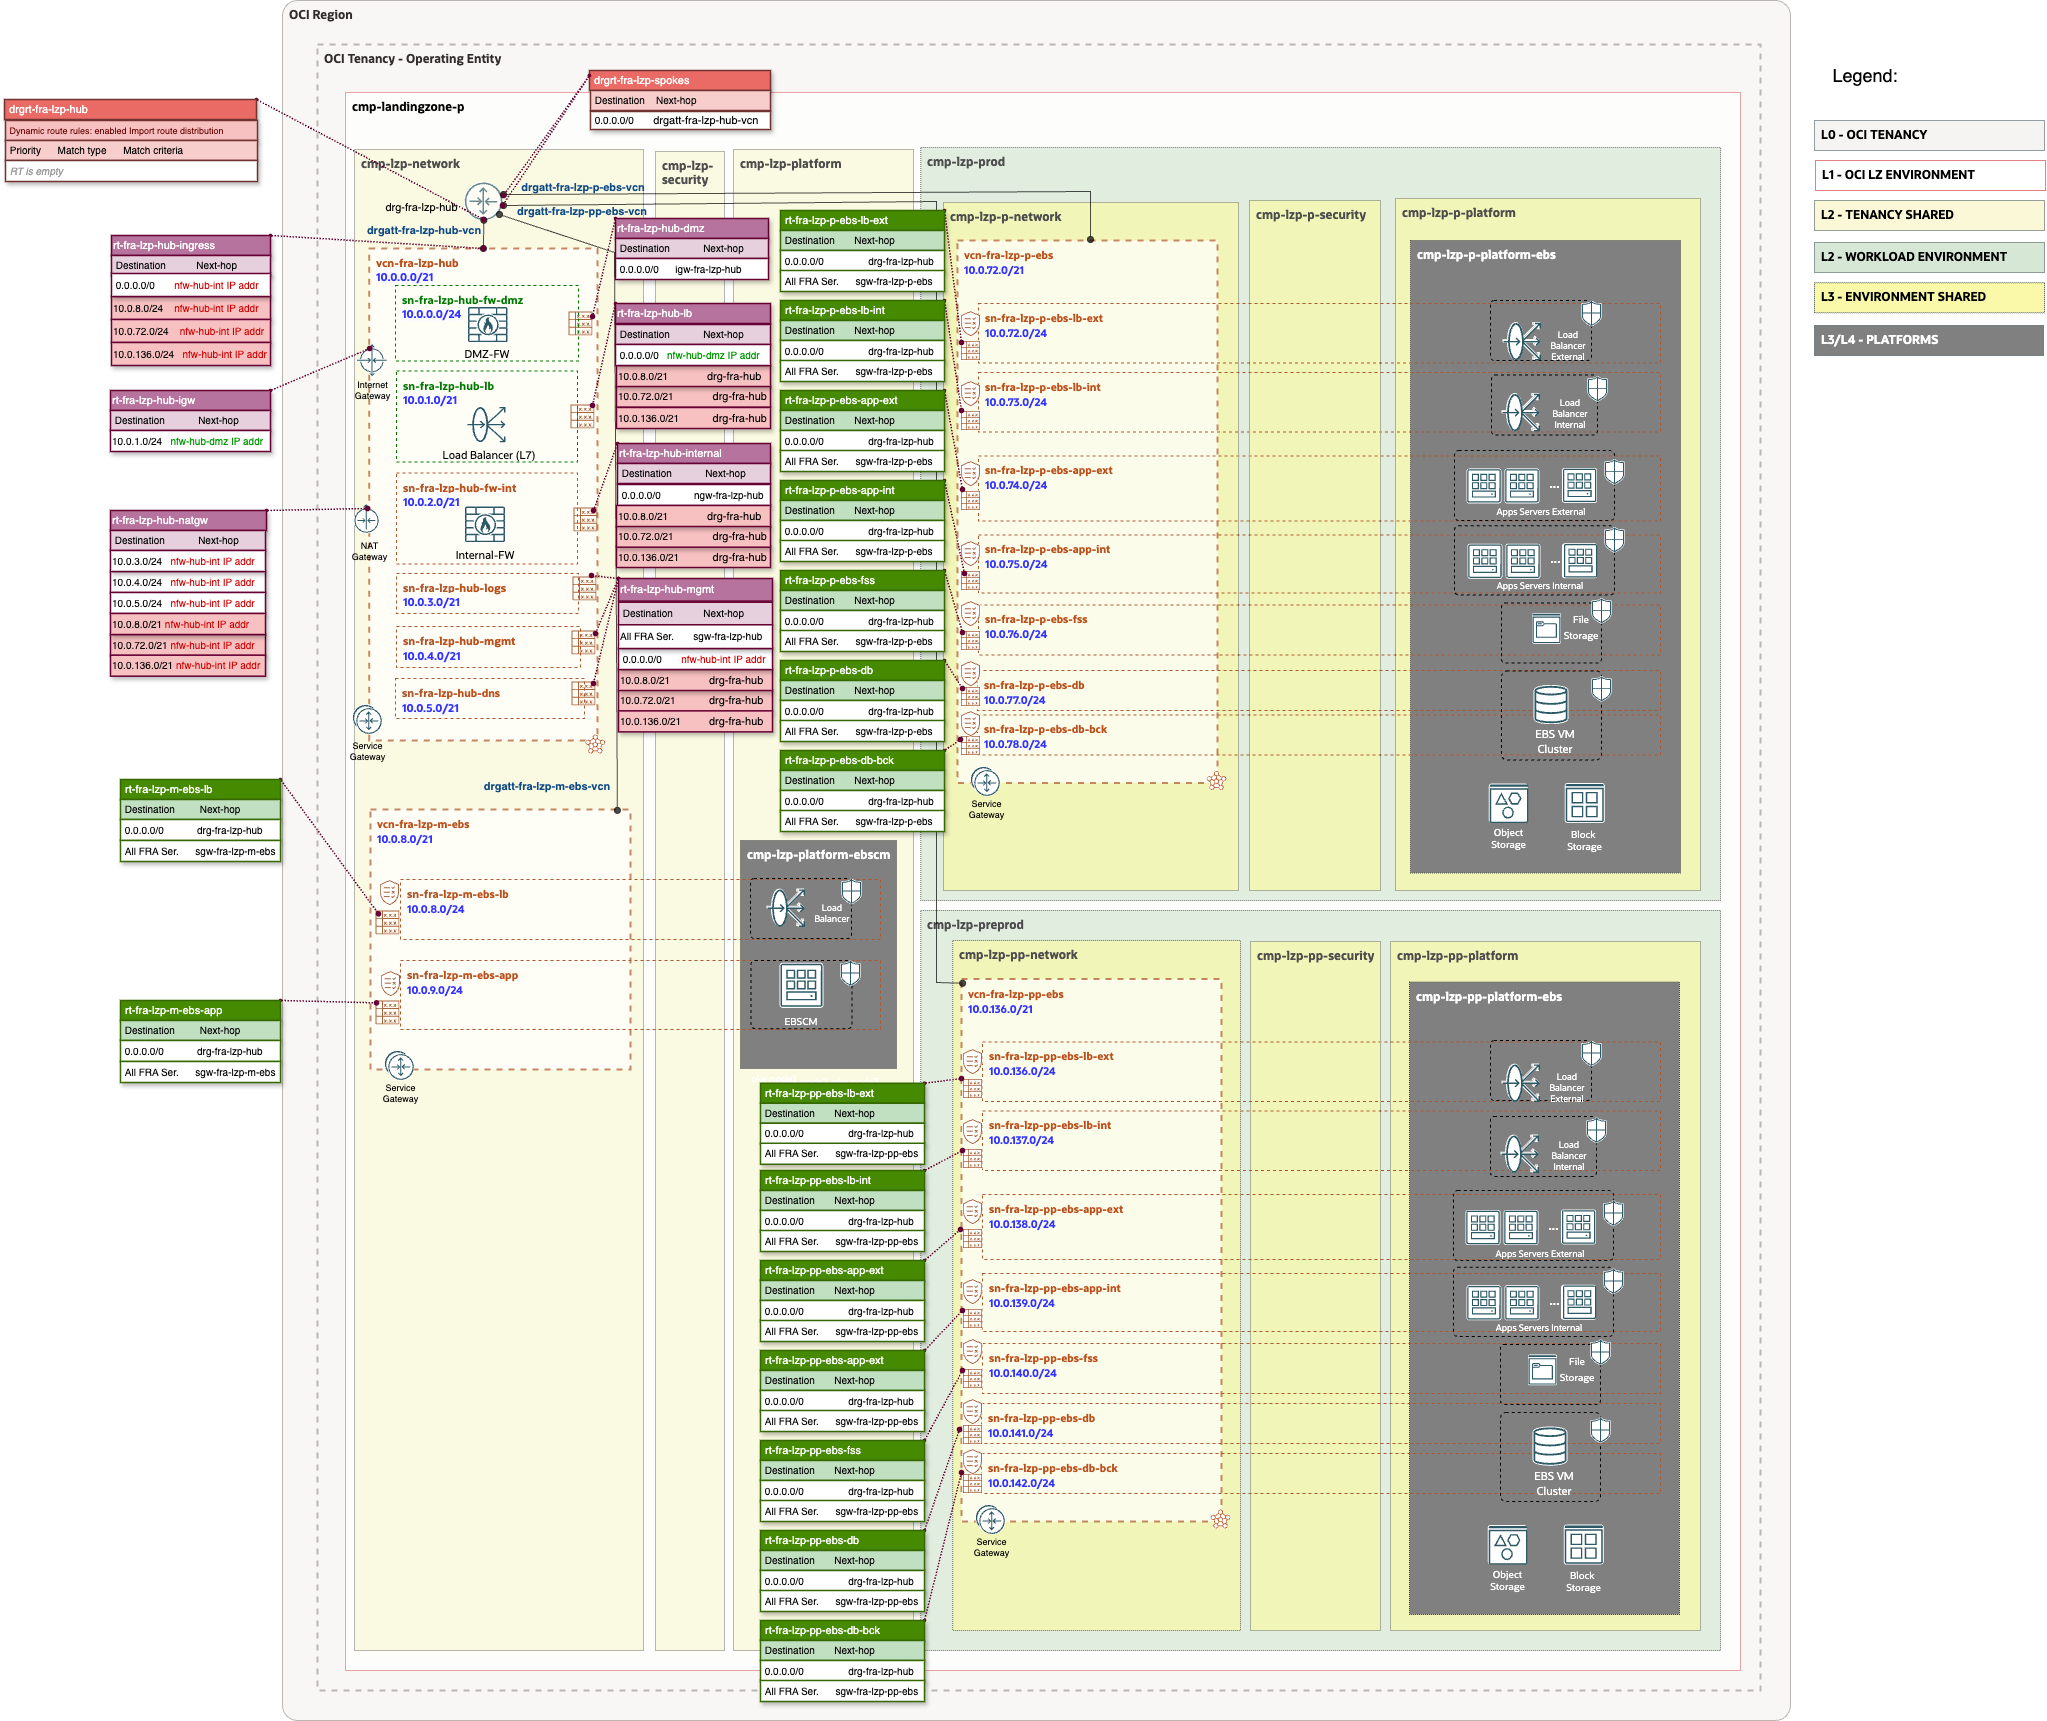 OCI Region
OCI Tenancy - Operating Entity
cmp-landingzone-p
Legend:
L0 - OCI TENANCY
L1 - OCI LZ ENVIRONMENT
L2 - TENANCY SHARED
L2 - WORKLOAD ENVIRONMENT
L3 - ENVIRONMENT SHARED
L3/L4 - PLATFORMS
drgrt-fra-lzp-hub
Dynamic route rules: enabled Import route distribution
Priority Match type Match criteria
RT is empty
drgrt-fra-lzp-spokes
Destination Next-hop
0.0.0.0/0 drgatt-fra-lzp-hub-vcn
rt-fra-lzp-hub-ingress
Destination Next-hop
0.0.0.0/0 nfw-hub-int IP addr
10.0.8.0/24 nfw-hub-int IP addr
10.0.72.0/24 nfw-hub-int IP addr
10.0.136.0/24 nfw-hub-int IP addr
rt-fra-lzp-hub-igw
Destination Next-hop
10.0.1.0/24 nfw-hub-dmz IP addr
rt-fra-lzp-hub-natgw
Destination Next-hop
10.0.3.0/24 nfw-hub-int IP addr
10.0.4.0/24 nfw-hub-int IP addr
10.0.5.0/24 nfw-hub-int IP addr
10.0.8.0/21 nfw-hub-int IP addr
10.0.72.0/21 nfw-hub-int IP addr
10.0.136.0/21 nfw-hub-int IP addr
rt-fra-lzp-m-ebs-lb
Destination Next-hop
0.0.0.0/0 drg-fra-lzp-hub
All FRA Ser. sgw-fra-lzp-m-ebs
rt-fra-lzp-m-ebs-app
Destination Next-hop
0.0.0.0/0 drg-fra-lzp-hub
All FRA Ser. sgw-fra-lzp-m-ebs
cmp-lzp-network
drg-fra-lzp-hub
drgatt-fra-lzp-p-ebs-vcn
drgatt-fra-lzp-pp-ebs-vcn
drgatt-fra-lzp-hub-vcn
vcn-fra-lzp-hub
10.0.0.0/21
sn-fra-lzp-hub-fw-dmz
10.0.0.0/24
DMZ-FW
Internet
Gateway
sn-fra-lzp-hub-lb
10.0.1.0/21
Load Balancer (L7)
sn-fra-lzp-hub-fw-int
10.0.2.0/21
Internal-FW
NAT
Gateway
sn-fra-lzp-hub-logs
10.0.3.0/21
sn-fra-lzp-hub-mgmt
10.0.4.0/21
sn-fra-lzp-hub-dns
10.0.5.0/21
Service
Gateway
drgatt-fra-lzp-m-ebs-vcn
vcn-fra-lzp-m-ebs
10.0.8.0/21
sn-fra-lzp-m-ebs-lb
10.0.8.0/24
sn-fra-lzp-m-ebs-app
10.0.9.0/24
Service
Gateway
cmp-lzp-
security
cmp-lzp-platform
rt-fra-lzp-hub-dmz
Destination Next-hop
0.0.0.0/0 igw-fra-lzp-hub
rt-fra-lzp-hub-lb
Destination Next-hop
0.0.0.0/0 nfw-hub-dmz IP addr
10.0.8.0/21 drg-fra-hub
10.0.72.0/21 drg-fra-hub
10.0.136.0/21 drg-fra-hub
rt-fra-lzp-hub-internal
Destination Next-hop
0.0.0.0/0 ngw-fra-lzp-hub
10.0.8.0/21 drg-fra-hub
10.0.72.0/21 drg-fra-hub
10.0.136.0/21 drg-fra-hub
rt-fra-lzp-hub-mgmt
Destination Next-hop
All FRA Ser. sgw-fra-lzp-hub
0.0.0.0/0 nfw-hub-int IP addr
10.0.8.0/21 drg-fra-hub
10.0.72.0/21 drg-fra-hub
10.0.136.0/21 drg-fra-hub
cmp-lzp-platform-ebscm
Load
Balancer
EBSCM
rt-fra-lzp-p-ebs-lb-ext
Destination Next-hop
0.0.0.0/0 drg-fra-lzp-hub
All FRA Ser. sgw-fra-lzp-p-ebs
rt-fra-lzp-p-ebs-lb-int
Destination Next-hop
0.0.0.0/0 drg-fra-lzp-hub
All FRA Ser. sgw-fra-lzp-p-ebs
rt-fra-lzp-p-ebs-app-ext
Destination Next-hop
0.0.0.0/0 drg-fra-lzp-hub
All FRA Ser. sgw-fra-lzp-p-ebs
rt-fra-lzp-p-ebs-app-int
Destination Next-hop
0.0.0.0/0 drg-fra-lzp-hub
All FRA Ser. sgw-fra-lzp-p-ebs
rt-fra-lzp-p-ebs-fss
Destination Next-hop
0.0.0.0/0 drg-fra-lzp-hub
All FRA Ser. sgw-fra-lzp-p-ebs
rt-fra-lzp-p-ebs-db
Destination Next-hop
0.0.0.0/0 drg-fra-lzp-hub
All FRA Ser. sgw-fra-lzp-p-ebs
rt-fra-lzp-p-ebs-db-bck
Destination Next-hop
0.0.0.0/0 drg-fra-lzp-hub
All FRA Ser. sgw-fra-lzp-p-ebs
cmp-lzp-prod
cmp-lzp-p-network
vcn-fra-lzp-p-ebs
10.0.72.0/21
sn-fra-lzp-p-ebs-lb-ext
10.0.72.0/24
sn-fra-lzp-p-ebs-lb-int
10.0.73.0/24
sn-fra-lzp-p-ebs-app-ext
10.0.74.0/24
sn-fra-lzp-p-ebs-app-int
10.0.75.0/24
sn-fra-lzp-p-ebs-fss
10.0.76.0/24
sn-fra-lzp-p-ebs-db
10.0.77.0/24
sn-fra-lzp-p-ebs-db-bck
10.0.78.0/24
Service
Gateway
cmp-lzp-p-security
cmp-lzp-p-platform
cmp-lzp-p-platform-ebs
Load
Balancer
External
Load
Balancer
Internal
...
Apps Servers External
...
Apps Servers Internal
File
Storage
EBS VM
Cluster
Object
Storage
Block
Storage
rt-fra-lzp-pp-ebs-lb-ext
Destination Next-hop
0.0.0.0/0 drg-fra-lzp-hub
All FRA Ser. sgw-fra-lzp-pp-ebs
rt-fra-lzp-pp-ebs-lb-int
Destination Next-hop
0.0.0.0/0 drg-fra-lzp-hub
All FRA Ser. sgw-fra-lzp-pp-ebs
rt-fra-lzp-pp-ebs-app-ext
Destination Next-hop
0.0.0.0/0 drg-fra-lzp-hub
All FRA Ser. sgw-fra-lzp-pp-ebs
rt-fra-lzp-pp-ebs-app-ext
Destination Next-hop
0.0.0.0/0 drg-fra-lzp-hub
All FRA Ser. sgw-fra-lzp-pp-ebs
rt-fra-lzp-pp-ebs-fss
Destination Next-hop
0.0.0.0/0 drg-fra-lzp-hub
All FRA Ser. sgw-fra-lzp-pp-ebs
rt-fra-lzp-pp-ebs-db
Destination Next-hop
0.0.0.0/0 drg-fra-lzp-hub
All FRA Ser. sgw-fra-lzp-pp-ebs
rt-fra-lzp-pp-ebs-db-bck
Destination Next-hop
0.0.0.0/0 drg-fra-lzp-hub
All FRA Ser. sgw-fra-lzp-pp-ebs
cmp-lzp-preprod
cmp-lzp-pp-network
vcn-fra-lzp-pp-ebs
10.0.136.0/21
sn-fra-lzp-pp-ebs-lb-ext
10.0.136.0/24
sn-fra-lzp-pp-ebs-lb-int
10.0.137.0/24
sn-fra-lzp-pp-ebs-app-ext
10.0.138.0/24
sn-fra-lzp-pp-ebs-app-int
10.0.139.0/24
sn-fra-lzp-pp-ebs-fss
10.0.140.0/24
sn-fra-lzp-pp-ebs-db
10.0.141.0/24
sn-fra-lzp-pp-ebs-db-bck
10.0.142.0/24
Service
Gateway
cmp-lzp-pp-security
cmp-lzp-pp-platform
cmp-lzp-pp-platform-ebs
Load
Balancer
External
Load
Balancer
Internal
...
Apps Servers External
...
Apps Servers Internal
File
Storage
EBS VM
Cluster
Object
Storage
Block
Storage